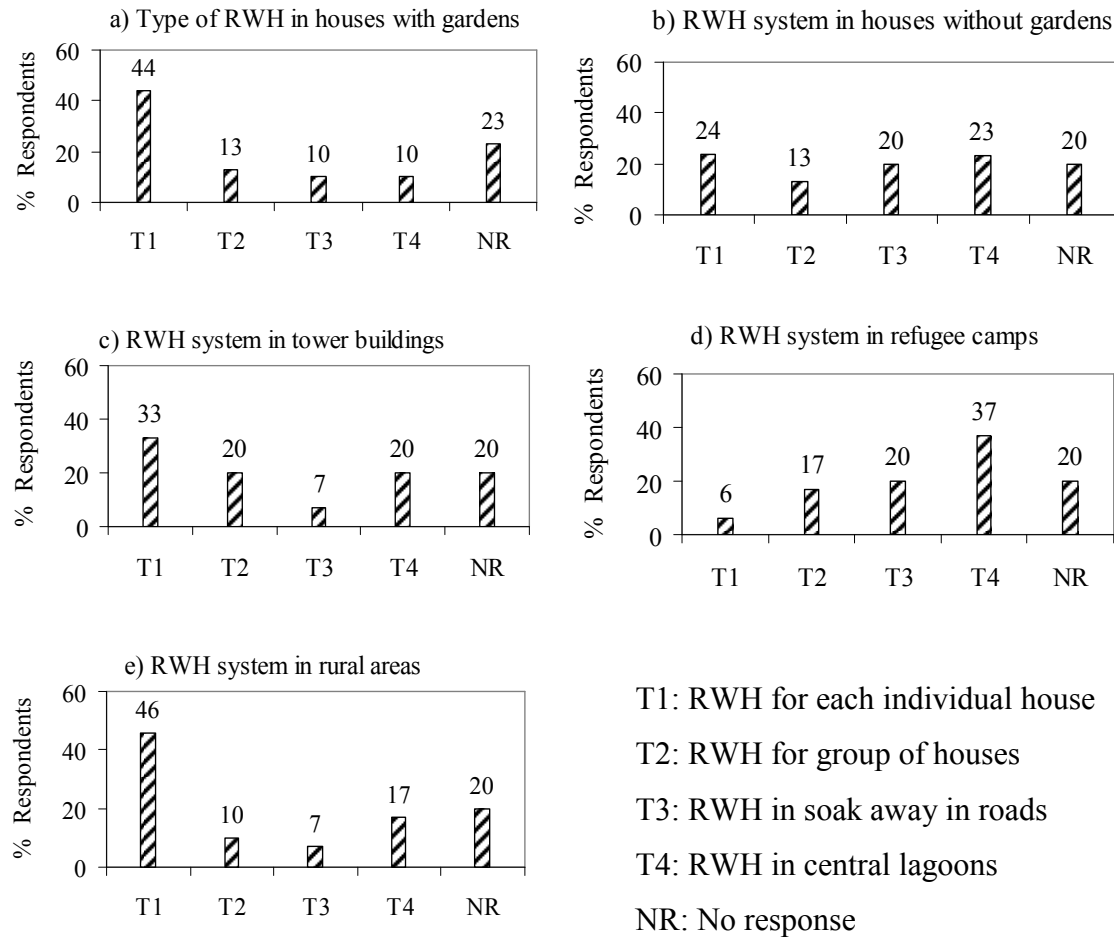 a) Type of RWH in houses with gardens
% Respondents
60
40
20
0
44
13
10
10
23
T1 T2 T3 T4 NR
b) RWH system in houses without gardens
% Respondents
60
40
20
0
24
13
20
23
20
T1 T2 T3 T4 NR
c) RWH system in tower buildings
% Respondents
60
40
20
0
33
20
7
20
20
T1 T2 T3 T4 NR
d) RWH system in refugee camps
% Respondents
60
40
20
0
6
17
20
37
20
T1 T2 T3 T4 NR
e) RWH system in rural areas
% Respondents
60
40
20
0
46
10
7
17
20
T1 T2 T3 T4 NR
T1: RWH for each individual house
T2: RWH for group of houses
T3: RWH in soak away in roads
T4: RWH in central lagoons
NR: No response